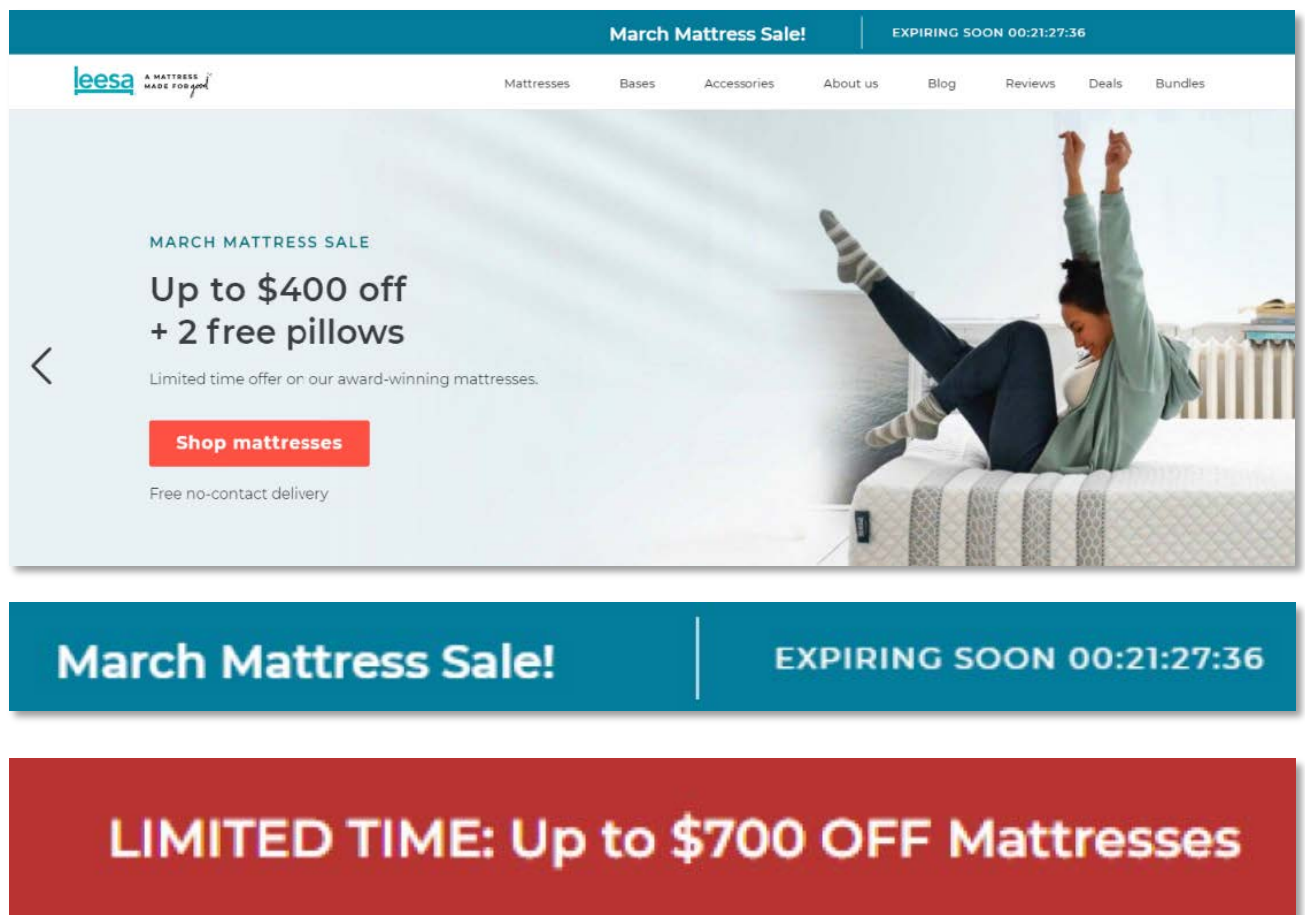 March Mattress Sale! EXPIRING SOON 00:21:27:36
leesa A MATTRESS MADE FOR good Mattresses Bases Accessories About us Blog Reviews Deals Bundles
MARCH MATTRESS SALE
Up to $400 off
+ 2 free pillows
Limited time offer on our award-winning mattresses.
Shop mattresses
Free no-contact delivery
leesa
March Mattress Sale! EXPIRING SOON 00:21:27:36
LIMITED TIME: Up to $700 OFF Mattresses